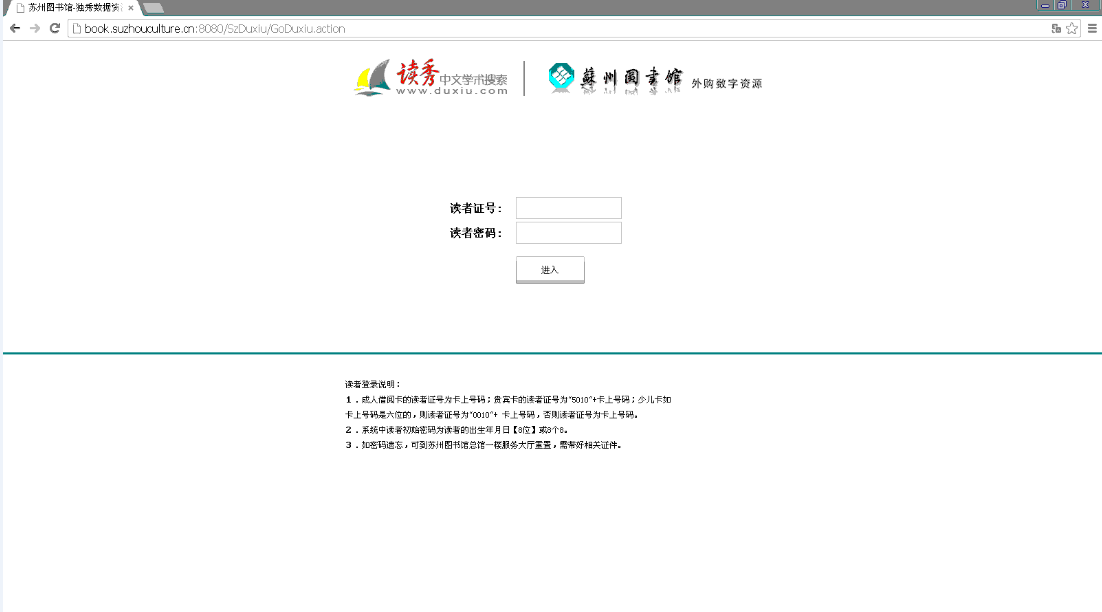 苏州图书馆-独秀数据资
book.suzhouculture.cn:8080/SzDuxiu/GoDuxiu.action
读秀中文学术搜索
www.duxiu.com
蘇州圖書館 外购数字资源
读者证号：
读者密码：
进入
读者登录说明：
1．成人借阅卡的读者证号为卡上号码；贵宾卡的读者证号为"5010"+卡上号码；少儿卡如
卡上号码是六位的，则读者证号为"0010"+ 卡上号码，否则读者证号为卡上号码。
2．系统中读者初始密码为读者的出生年月日【8位】或8个8。
3．如密码遗忘，可到苏州图书馆总馆一楼服务大厅重置，需带好相关证件。